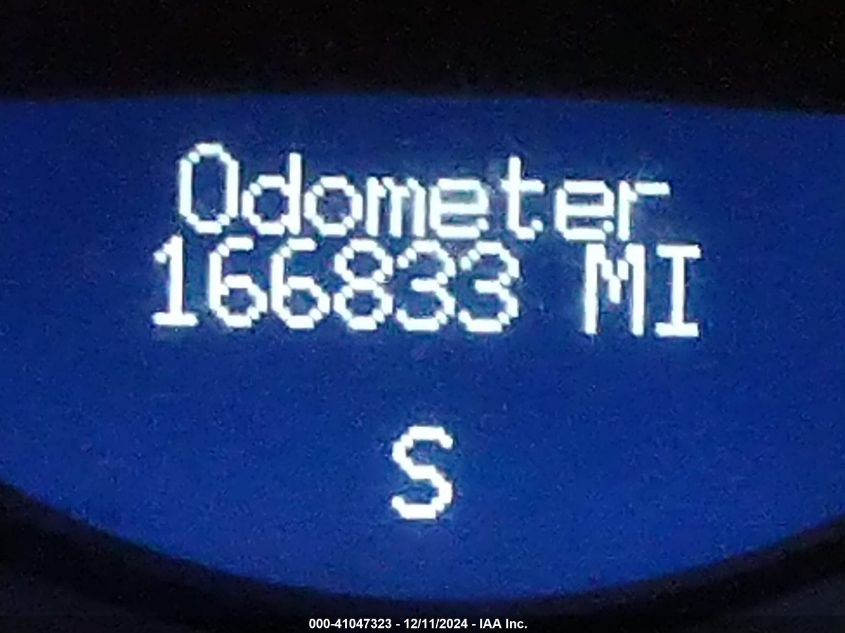 Odometer
166833 MI
S
000-41047323 - 12/11/2024 - IAA Inc.